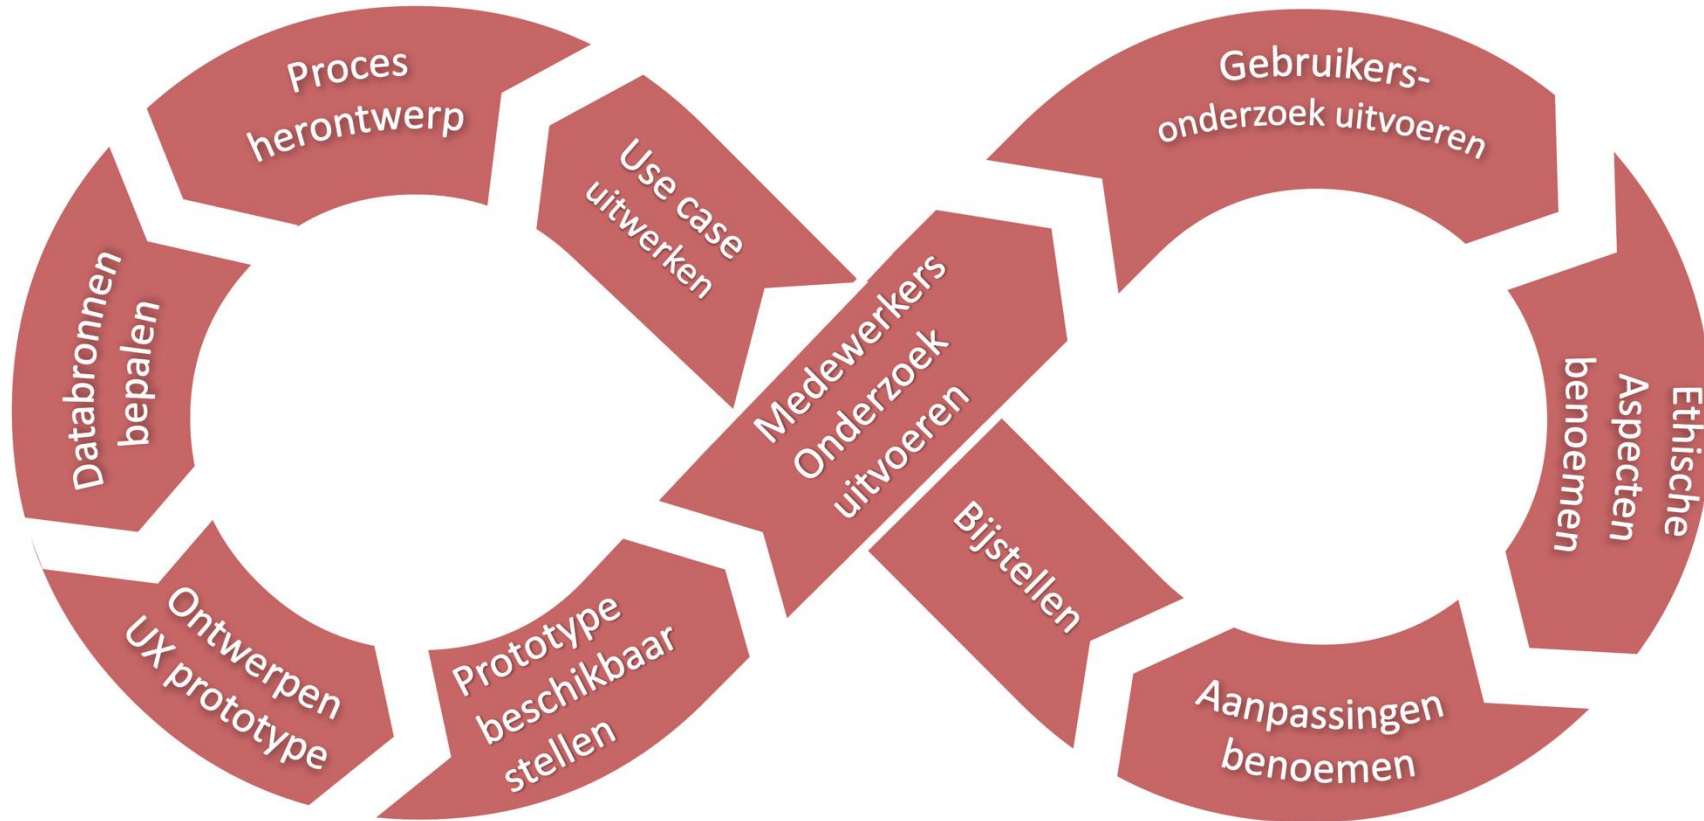 Proces
herontwerp
Use case
uitwerken
Gebruikers-
onderzoek uitvoeren
Databronnen
bepalen
Medewerkers
Onderzoek
uitvoeren
Ethische
Aspecten
benoemen
Ontwerpen
UX prototype
Prototype
beschikbaar
stellen
Bijstellen
Aanpassingen
benoemen